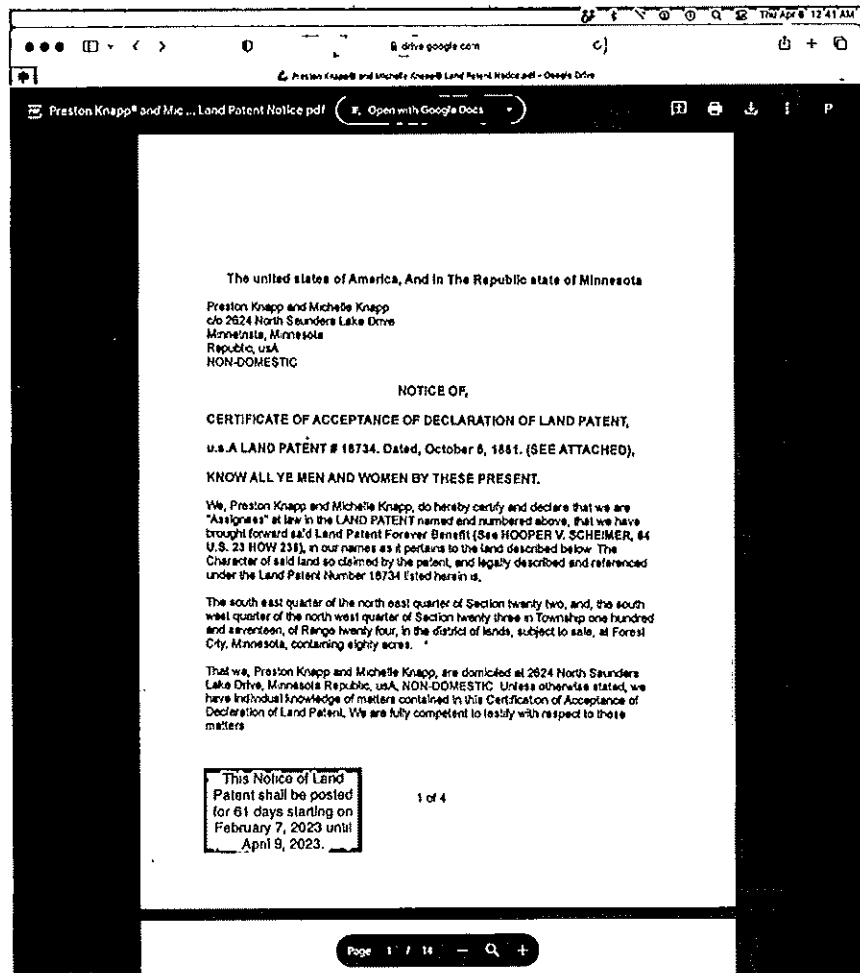 Thu Apr 6 12:41 AM
drive.google.com
Preston Knapp® and Michelle Knapp® Land Patent Notice.pdf - Google Drive
Preston Knapp® and Mic ... Land Patent Notice pdf
Open with Google Docs
P
The united states of America, And in The Republic state of Minnesota
Preston Knapp and Michelle Knapp
c/o 2624 North Saunders Lake Drive
Minnetrista, Minnesota
Republic, usA
NON-DOMESTIC
NOTICE OF,
CERTIFICATE OF ACCEPTANCE OF DECLARATION OF LAND PATENT,
u.s.A LAND PATENT # 18734. Dated, October 6, 1881. (SEE ATTACHED),
KNOW ALL YE MEN AND WOMEN BY THESE PRESENT.
We, Preston Knapp and Michelle Knapp, do hereby certify and declare that we are
"Assignees" at law in the LAND PATENT named and numbered above, that we have
brought forward said Land Patent Forever Benefit (See HOOPER V. SCHEIMER, 64
U.S. 23 HOW 235), in our names as it pertains to the land described below The
Character of said land so claimed by the patent, and legally described and referenced
under the Land Patent Number 18734 listed herein is,
The south east quarter of the north east quarter of Section twenty two, and, the south
west quarter of the north west quarter of Section twenty three in Township one hundred
and seventeen, of Range twenty four, in the district of lands, subject to sale, at Forest
City, Minnesota, containing eighty acres.
That we, Preston Knapp and Michelle Knapp, are domiciled at 2624 North Saunders
Lake Drive, Minnesota Republic, usA, NON-DOMESTIC Unless otherwise stated, we
have individual knowledge of matters contained in this Certification of Acceptance of
Declaration of Land Patent, We are fully competent to testify with respect to those
matters
This Notice of Land
Patent shall be posted
for 61 days starting on
February 7, 2023 until
April 9, 2023.
1 of 4
Page 1 / 14